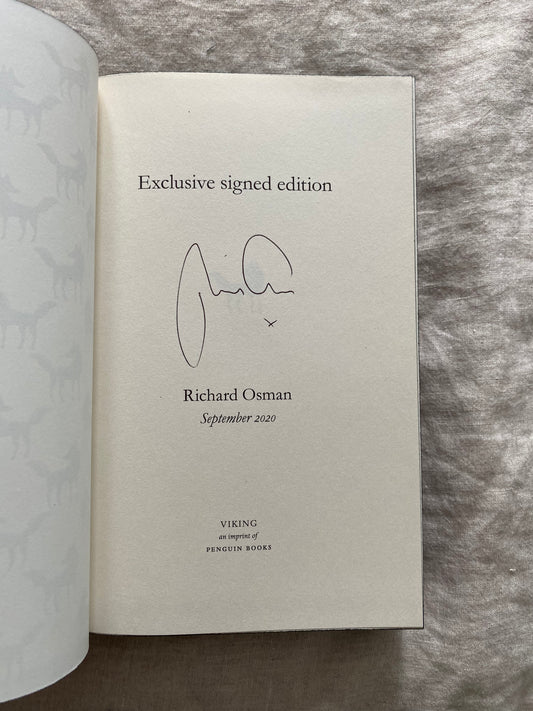 Exclusive signed edition
Richard Osman
September 2020
VIKING
an imprint of
PENGUIN BOOKS